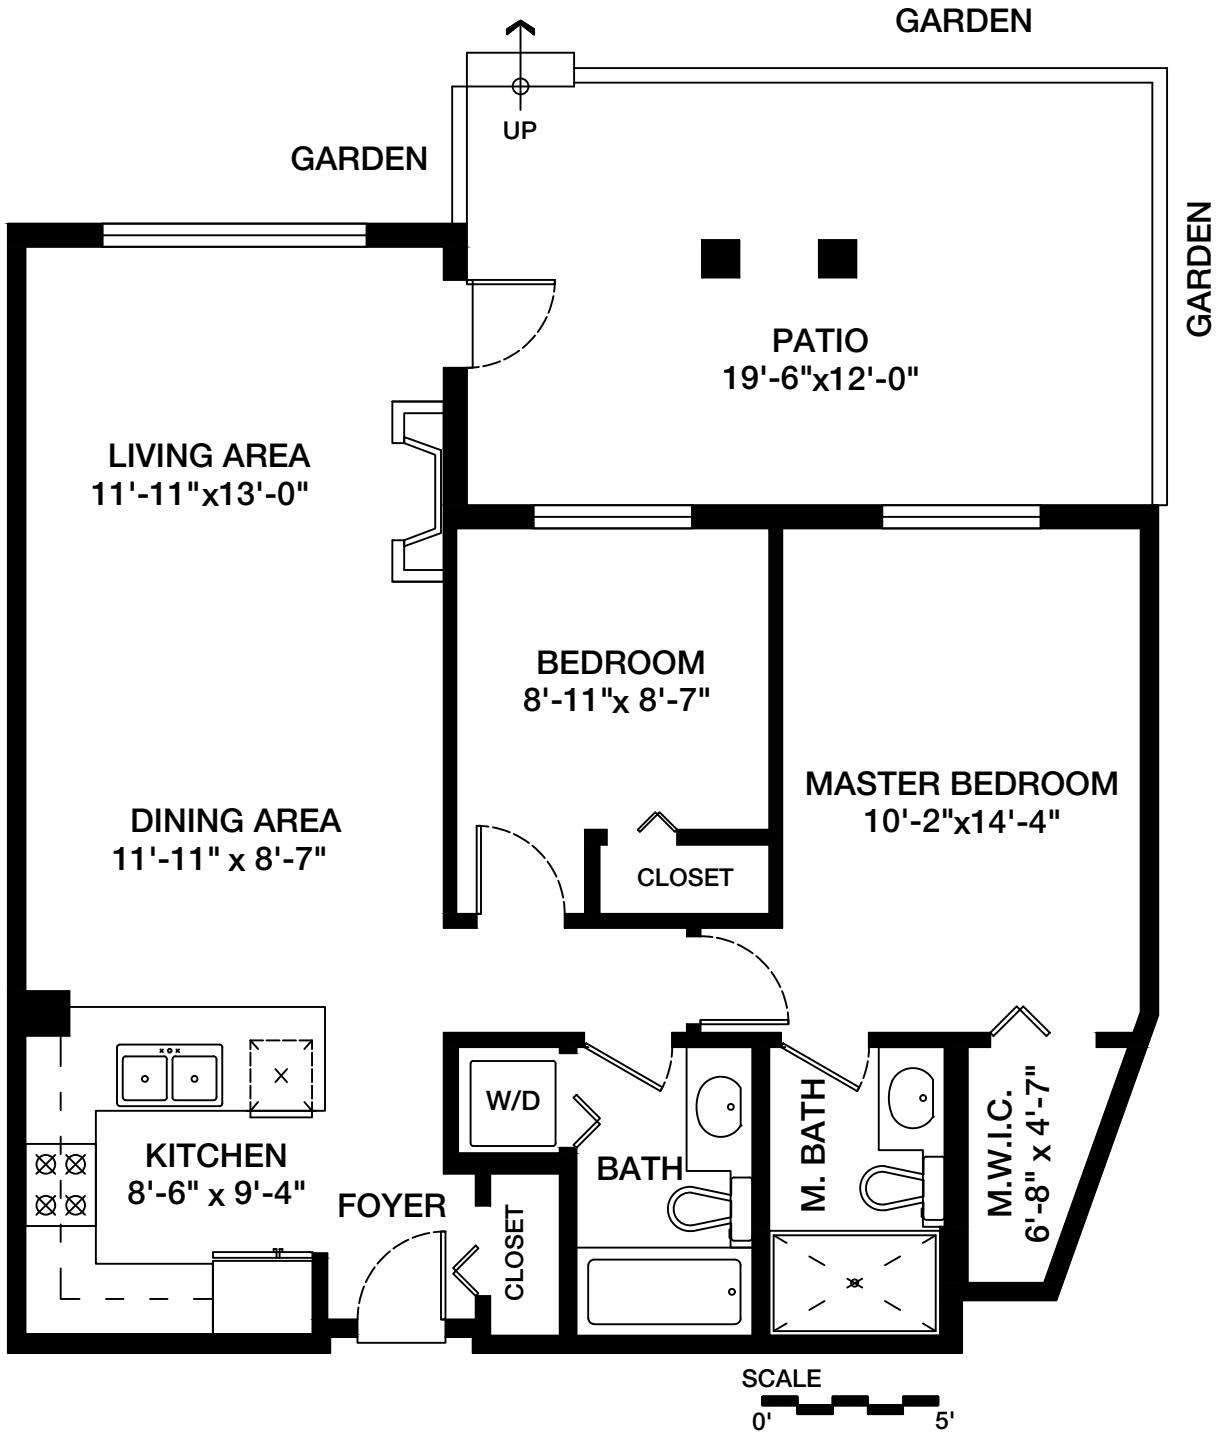 GARDEN
UP
GARDEN
GARDEN
PATIO
19'-6"x12'-0"
LIVING AREA
11'-11"x13'-0"
BEDROOM
8'-11"x 8'-7"
MASTER BEDROOM
10'-2"x14'-4"
DINING AREA
11'-11" x 8'-7"
CLOSET
W/D
KITCHEN
8'-6" x 9'-4"
FOYER
CLOSET
BATH
M. BATH
M.W.I.C.
6'-8" x 4'-7"
SCALE
0' 5'